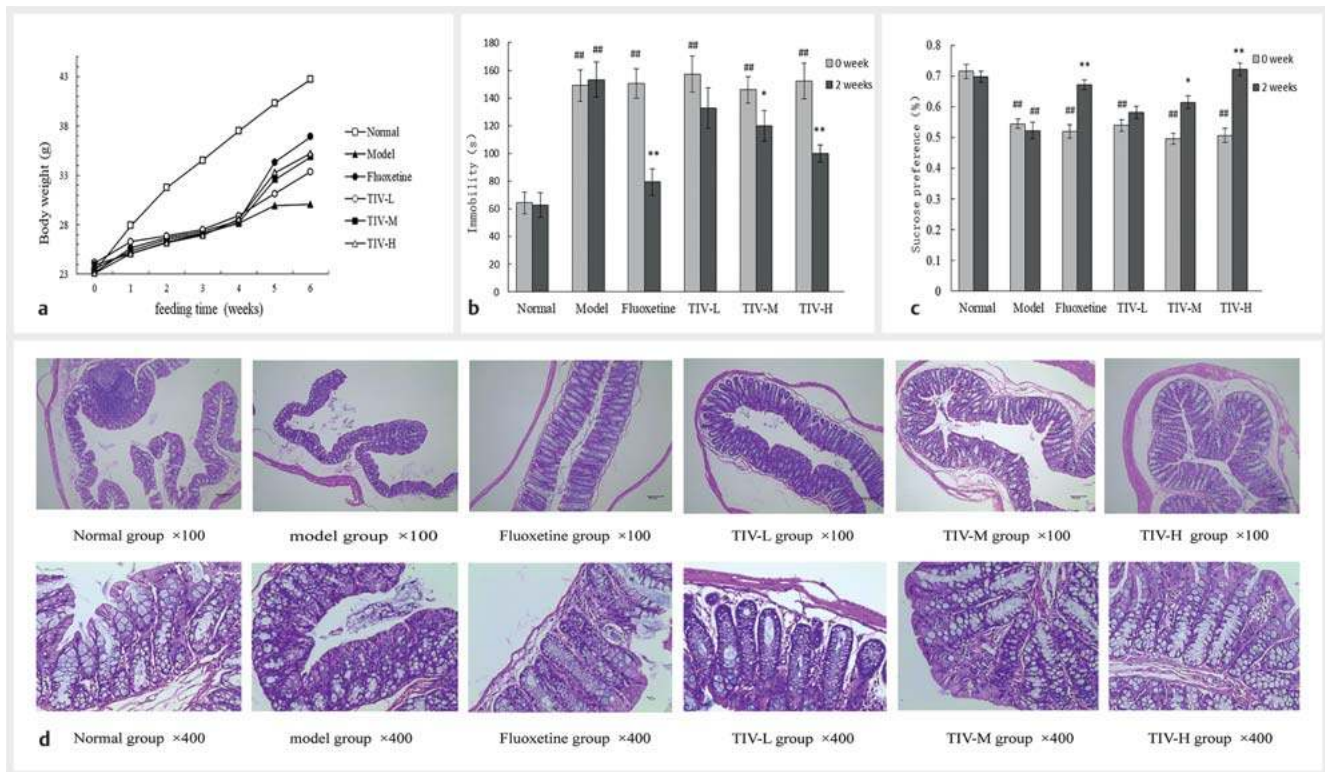 43
38
33
28
23
Body weight (g)
0 1 2 3 4 5 6
feeding time (weeks)
Normal
Model
Fluoxetine
TIV-L
TIV-M
TIV-H
a
180
160
140
120
100
80
60
40
20
0
Immobility (s)
## ## ## ## ## * ## **
**
0 week
2 weeks
Normal Model Fluoxetine TIV-L TIV-M TIV-H
b
0.8
0.7
0.6
0.5
0.4
0.3
0.2
0.1
0
Sucrose preference (%)
## ## ## ** ## ## * ## **
0 week
2 weeks
Normal Model Fluoxetine TIV-L TIV-M TIV-H
c
Normal group ×100 model group ×100 Fluoxetine group ×100 TIV-L group ×100 TIV-M group ×100 TIV-H group ×100
Normal group ×400 model group ×400 Fluoxetine group ×400 TIV-L group ×400 TIV-M group ×400 TIV-H group ×400
d